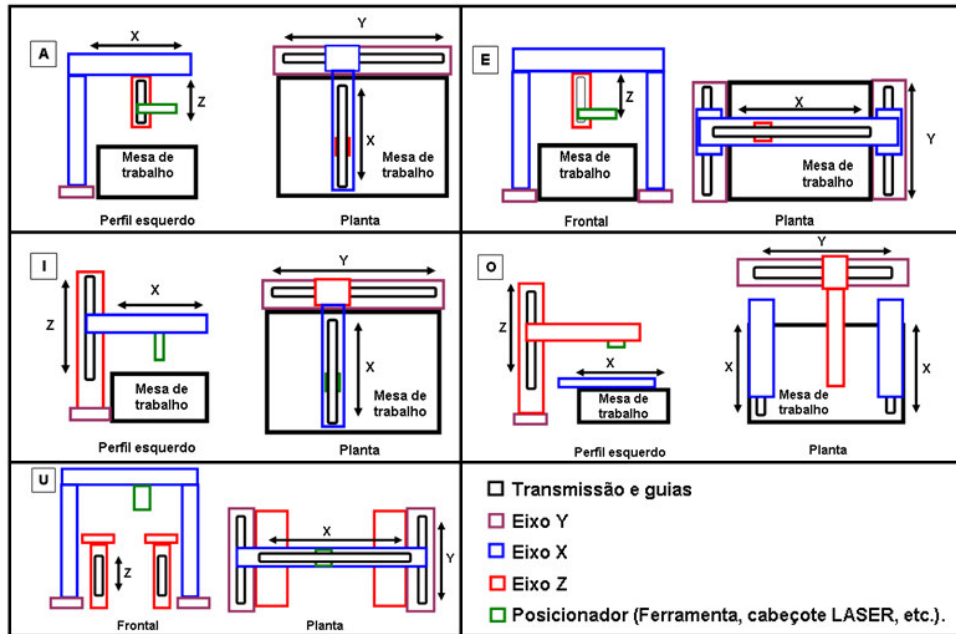 A
X
Z
Mesa de
trabalho
Perfil esquerdo
Y
X
Mesa de
trabalho
Planta
E
Z
Mesa de
trabalho
Frontal
X
Y
Mesa de
trabalho
Planta
I
Z
X
Mesa de
trabalho
Perfil esquerdo
Y
X
Mesa de
trabalho
Planta
O
Z
X
Mesa de
trabalho
Perfil esquerdo
Y
X
X
Mesa de
trabalho
Planta
U
Z
Frontal
X
Y
Planta
Transmissão e guias
Eixo Y
Eixo X
Eixo Z
Posicionador (Ferramenta, cabeçote LASER, etc.).